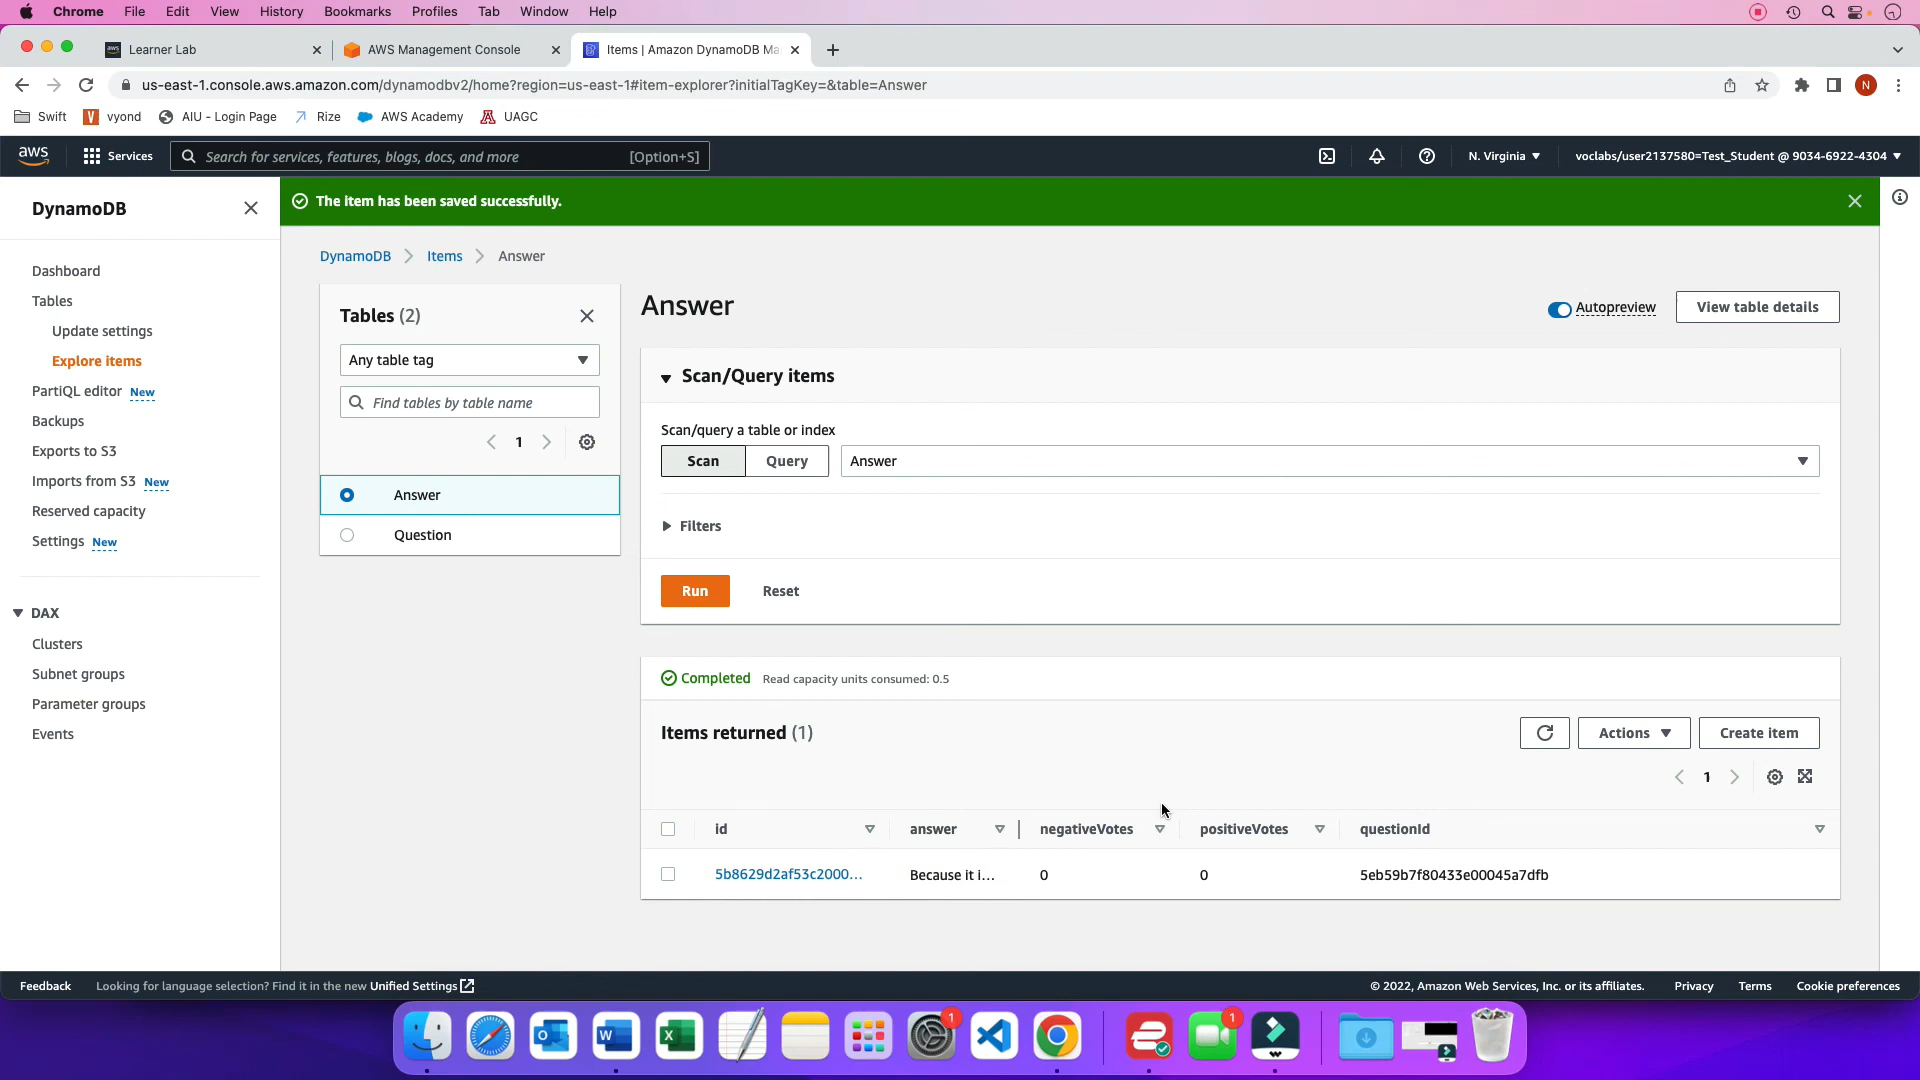 Chrome File Edit View History Bookmarks Profiles Tab Window Help
Learner Lab
AWS Management Console
Items | Amazon DynamoDB Ma
us-east-1.console.aws.amazon.com/dynamodbv2/home?region=us-east-1#item-explorer?initialTagKey=&table=Answer
N
Swift vyond AIU - Login Page Rize AWS Academy UAGC
aws Services Search for services, features, blogs, docs, and more [Option+S] N. Virginia voclabs/user2137580=Test_Student @ 9034-6922-4304
DynamoDB
The item has been saved successfully.
Dashboard
Tables
Update settings
Explore items
PartiQL editor New
Backups
Exports to S3
Imports from S3 New
Reserved capacity
Settings New
DAX
Clusters
Subnet groups
Parameter groups
Events
DynamoDB Items Answer
Tables (2)
Any table tag
Find tables by table name
1
Answer
Question
Answer
Autopreview View table details
Scan/Query items
Scan/query a table or index
Scan Query Answer
Filters
Run Reset
Completed Read capacity units consumed: 0.5
Items returned (1)
Actions Create item
1
id answer negativeVotes positiveVotes questionId
5b8629d2af53c2000... Because it i... 0 0 5eb59b7f80433e00045a7dfb
Feedback Looking for language selection? Find it in the new Unified Settings © 2022, Amazon Web Services, Inc. or its affiliates. Privacy Terms Cookie preferences
1 1